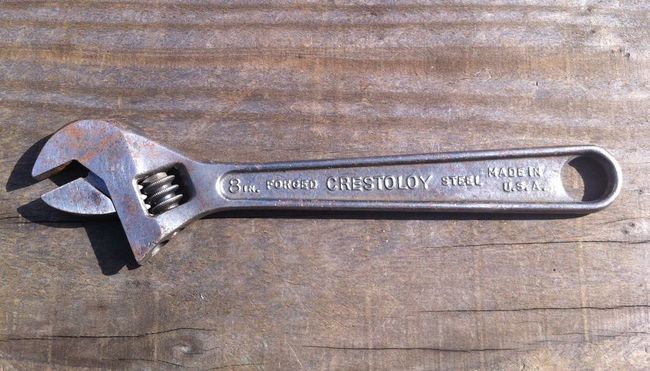 8 IN. FORGED CRESTOLOY STEEL MADE IN
U.S.A.